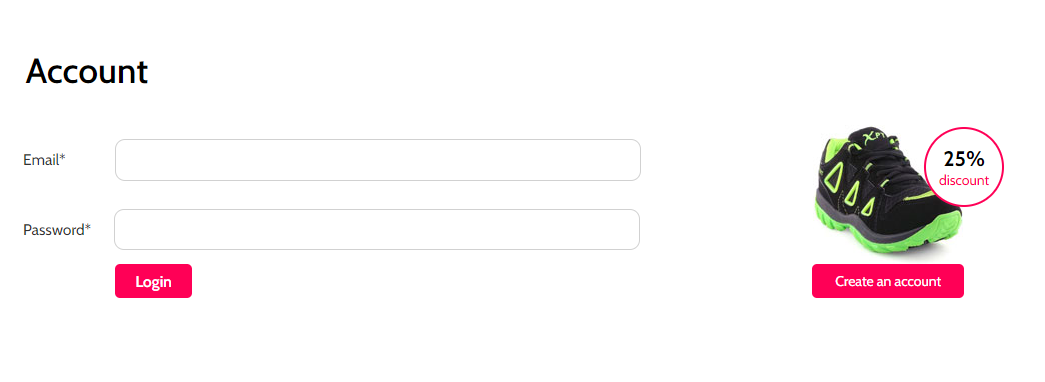 Account
Email*
Password*
Login
25%
discount
Create an account